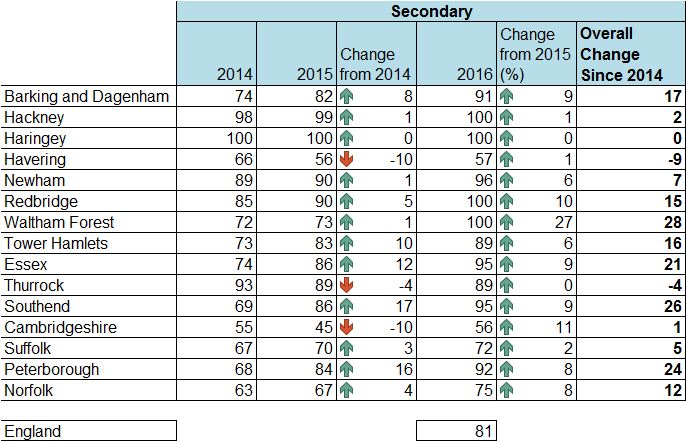 Secondary
2014 2015 Change from 2014 2016 Change from 2015 (%) Overall Change Since 2014
Barking and Dagenham 74 82 8 91 9 17
Hackney 98 99 1 100 1 2
Haringey 100 100 0 100 0 0
Havering 66 56 -10 57 1 -9
Newham 89 90 1 96 6 7
Redbridge 85 90 5 100 10 15
Waltham Forest 72 73 1 100 27 28
Tower Hamlets 73 83 10 89 6 16
Essex 74 86 12 95 9 21
Thurrock 93 89 -4 89 0 -4
Southend 69 86 17 95 9 26
Cambridgeshire 55 45 -10 56 11 1
Suffolk 67 70 3 72 2 5
Peterborough 68 84 16 92 8 24
Norfolk 63 67 4 75 8 12
England 81